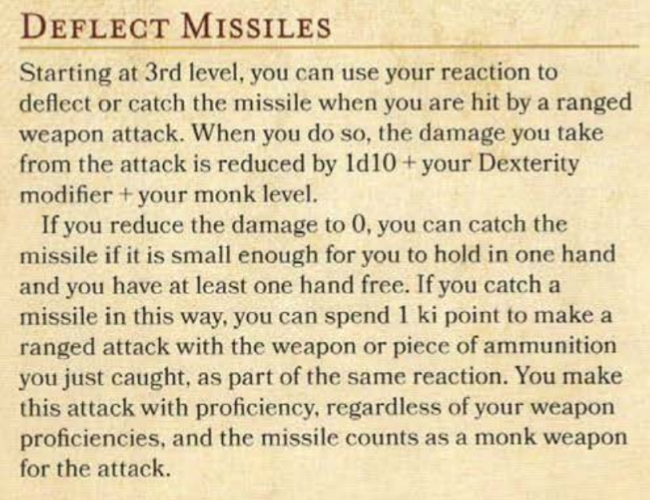 DEFLECT MISSILES
Starting at 3rd level, you can use your reaction to
deflect or catch the missile when you are hit by a ranged
weapon attack. When you do so, the damage you take
from the attack is reduced by 1d10 + your Dexterity
modifier + your monk level.
If you reduce the damage to 0, you can catch the
missile if it is small enough for you to hold in one hand
and you have at least one hand free. If you catch a
missile in this way, you can spend 1 ki point to make a
ranged attack with the weapon or piece of ammunition
you just caught, as part of the same reaction. You make
this attack with proficiency, regardless of your weapon
proficiencies, and the missile counts as a monk weapon
for the attack.